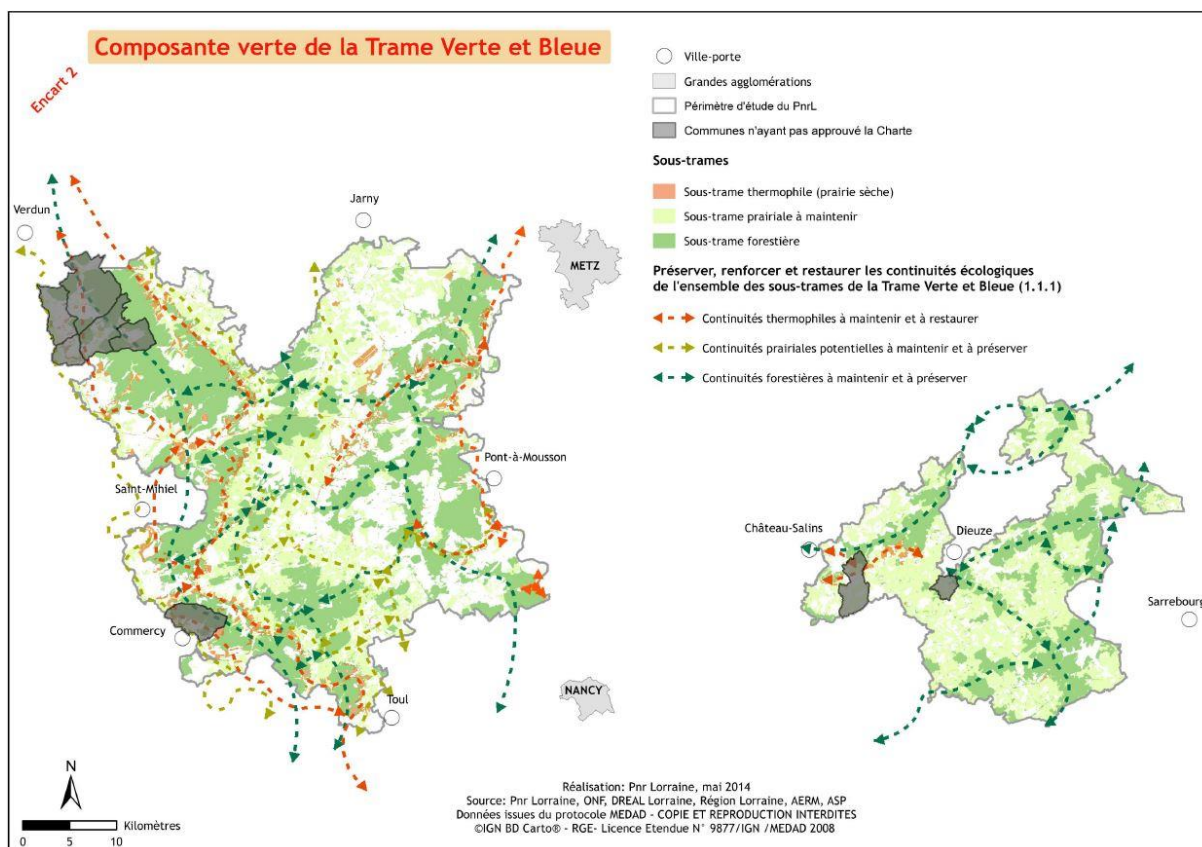 Composante verte de la Trame Verte et Bleue
Encart 2
Ville-porte
Grandes agglomérations
Périmètre d'étude du PnrL
Communes n'ayant pas approuvé la Charte
Sous-trames
Sous-trame thermophile (prairie sèche)
Sous-trame prairiale à maintenir
Sous-trame forestière
Préserver, renforcer et restaurer les continuités écologiques
de l'ensemble des sous-trames de la Trame Verte et Bleue (1.1.1)
Continuités thermophiles à maintenir et à restaurer
Continuités prairiales potentielles à maintenir et à préserver
Continuités forestières à maintenir et à préserver
Verdun
Jarny
METZ
Pont-à-Mousson
Saint-Mihiel
Château-Salins
Dieuze
Sarrebourg
Commercy
Toul
NANCY
N
0 5 10 Kilomètres
Réalisation: Pnr Lorraine, mai 2014
Source: Pnr Lorraine, ONF, DREAL Lorraine, Région Lorraine, AERM, ASP
Données issues du protocole MEDAD - COPIE ET REPRODUCTION INTERDITES
©IGN BD Carto® - RGE- Licence Etendue N° 9877/IGN /MEDAD 2008